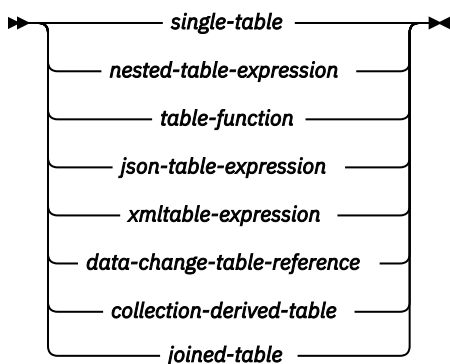 single-table
nested-table-expression
table-function
json-table-expression
xmltable-expression
data-change-table-reference
collection-derived-table
joined-table